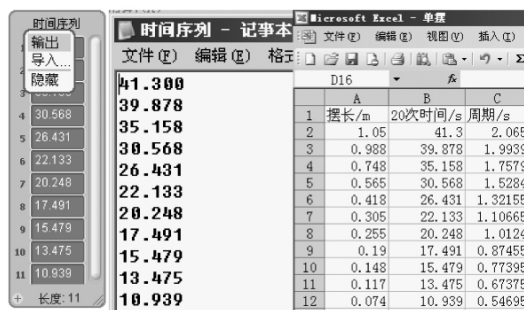 时间序列
输出
导入...
隐藏
4 30.568
5 26.431
6 22.133
7 20.248
8 17.491
9 15.479
10 13.475
11 10.939
+ 长度: 11
时间序列 - 记事本
文件(F) 编辑(E) 格式
41.300
39.878
35.158
30.568
26.431
22.133
20.248
17.491
15.479
13.475
10.939
Microsoft Excel - 单摆
文件(F) 编辑(E) 视图(V) 插入(I)
D16 fx
A B C
1 摆长/m 20次时间/s 周期/s
2 1.05 41.3 2.065
3 0.988 39.878 1.9939
4 0.748 35.158 1.7579
5 0.565 30.568 1.5284
6 0.418 26.431 1.32155
7 0.305 22.133 1.10665
8 0.255 20.248 1.0124
9 0.19 17.491 0.87455
10 0.148 15.479 0.77395
11 0.117 13.475 0.67375
12 0.074 10.939 0.54695